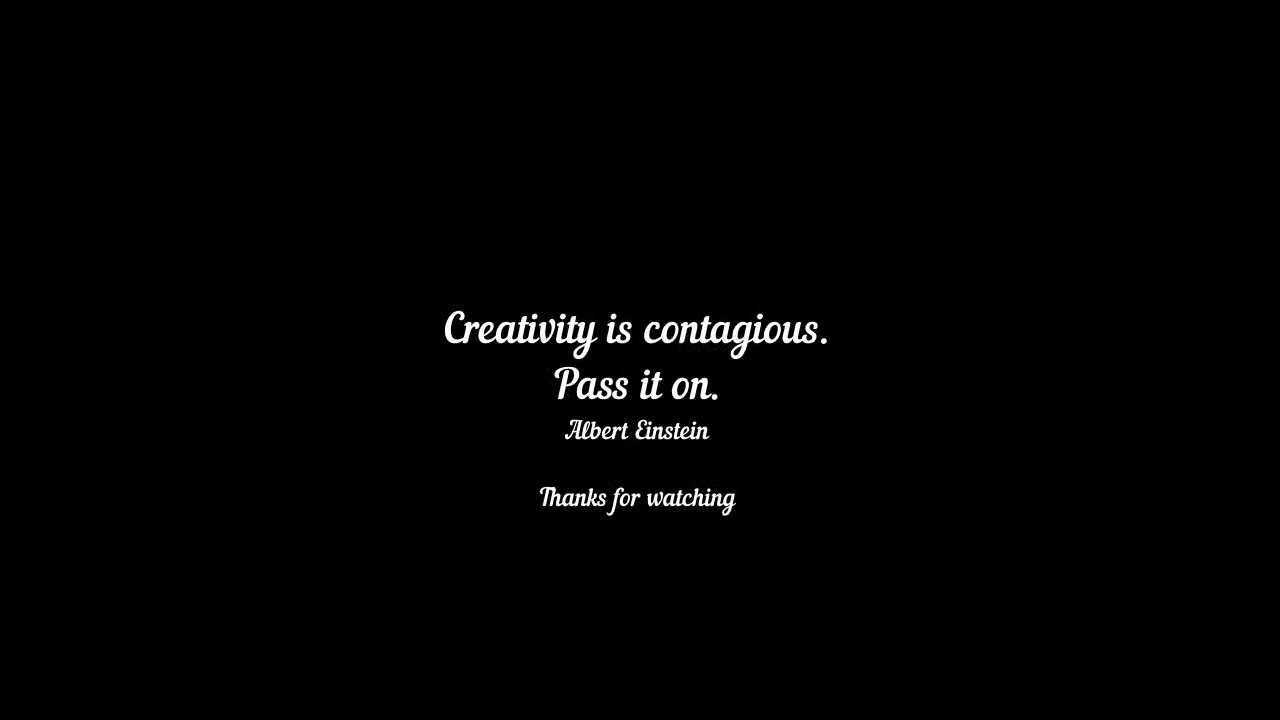 Creativity is contagious.
Pass it on.
Albert Einstein
Thanks for watching